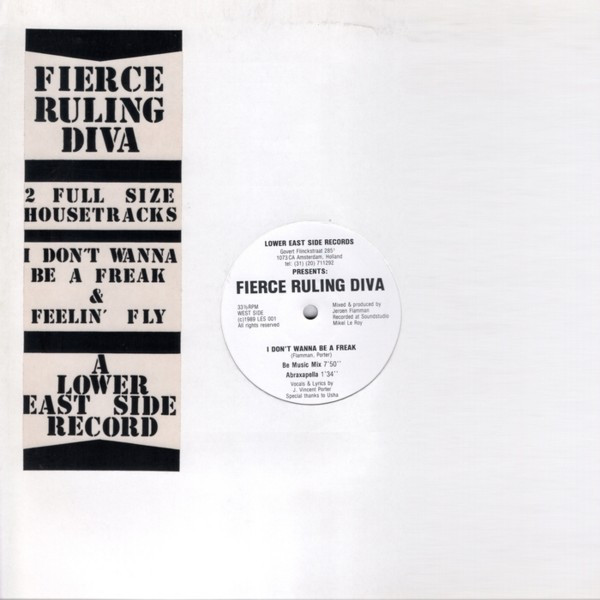 FIERCE
RULING
DIVA
2 FULL SIZE
HOUSETRACKS
I DON'T WANNA
BE A FREAK
&
FEELIN' FLY
A
LOWER
EAST SIDE
RECORD
LOWER EAST SIDE RECORDS
Govert Flinckstraat 285"
1073 CA Amsterdam, Holland
tel: (31) (20) 711292
PRESENTS:
FIERCE RULING DIVA
33⅓RPM
WEST SIDE
(c)1989 LES 001
All rights reserved
Mixed & produced by
Jeroen Flamman
Recorded at Soundstudio
Mikel Le Roy
I DON'T WANNA BE A FREAK
(Flamman, Porter)
Be Music Mix 7'50''
Abraxapella 1'34''
Vocals & Lyrics by
J. Vincent Porter
Special thanks to Usha